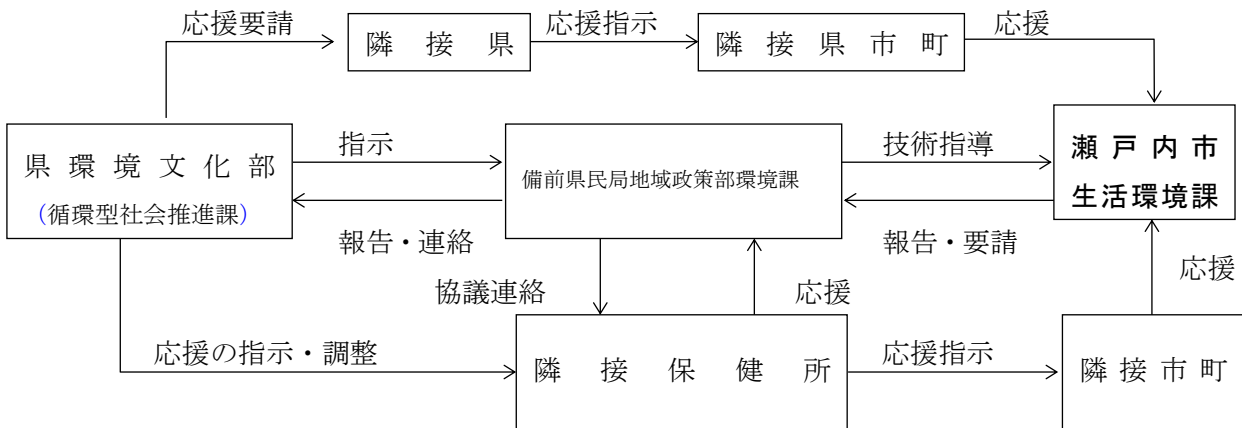 応援要請
隣接県
応援指示
隣接県市町
応援
県環境文化部
（循環型社会推進課）
指示
報告・連絡
備前県民局地域政策部環境課
技術指導
報告・要請
瀬戸内市
生活環境課
協議連絡
応援
応援
応援の指示・調整
隣接保健所
応援指示
隣接市町